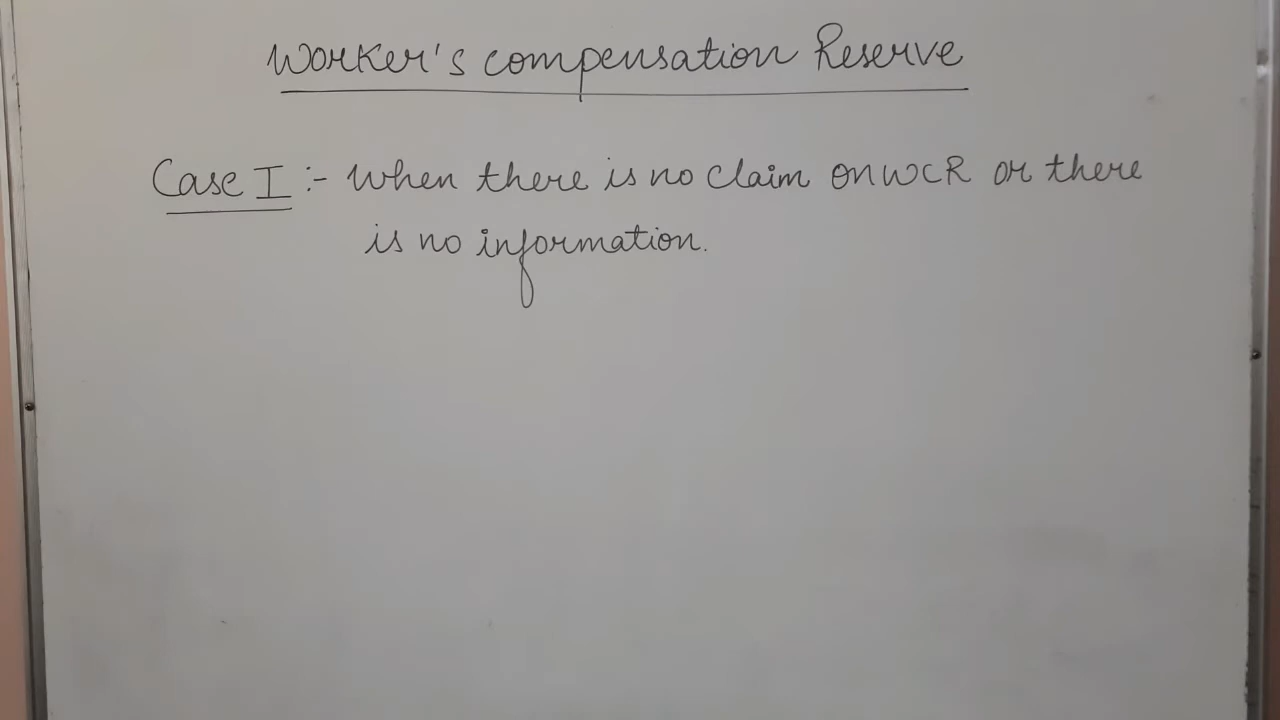 Worker's compensation Reserve
Case I :- When there is no claim on WCR or there
is no information.